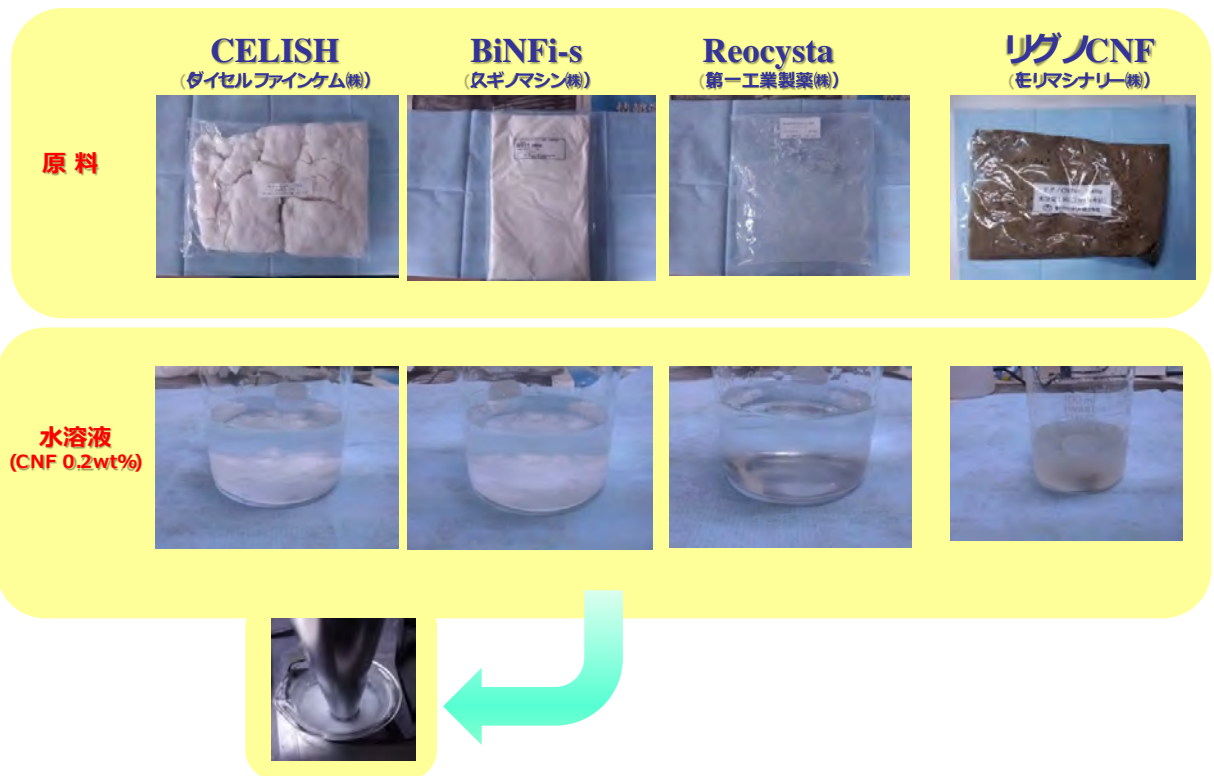 CELISH
(ダイセルファインケム㈱)
BiNFi-s
(スギノマシン㈱)
Reocysta
(第一工業製薬㈱)
リグノCNF
(モリマシナリー㈱)
原 料
水溶液
(CNF 0.2wt%)